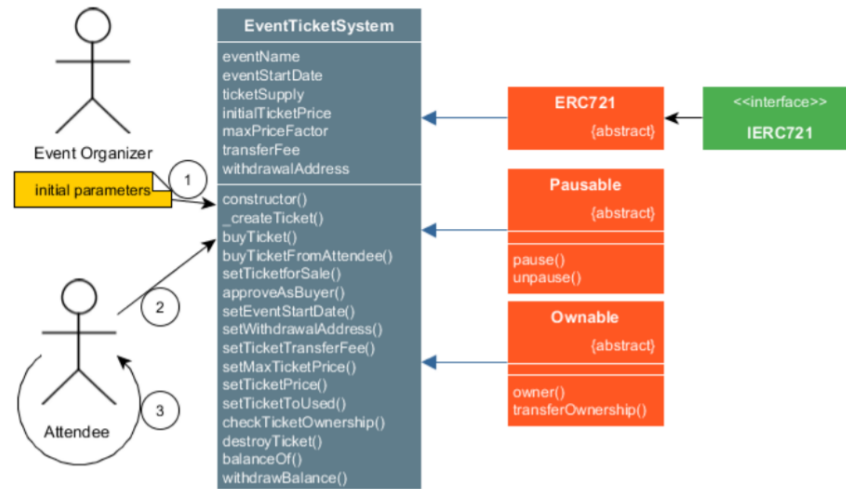 Event Organizer
initial parameters
1
2
3
Attendee
EventTicketSystem
eventName
eventStartDate
ticketSupply
initialTicketPrice
maxPriceFactor
transferFee
withdrawalAddress
constructor()
_createTicket()
buyTicket()
buyTicketFromAttendee()
setTicketforSale()
approveAsBuyer()
setEventStartDate()
setWithdrawalAddress()
setTicketTransferFee()
setMaxTicketPrice()
setTicketPrice()
setTicketToUsed()
checkTicketOwnership()
destroyTicket()
balanceOf()
withdrawBalance()
ERC721
{abstract}
<<interface>>
IERC721
Pausable
{abstract}
pause()
unpause()
Ownable
{abstract}
owner()
transferOwnership()